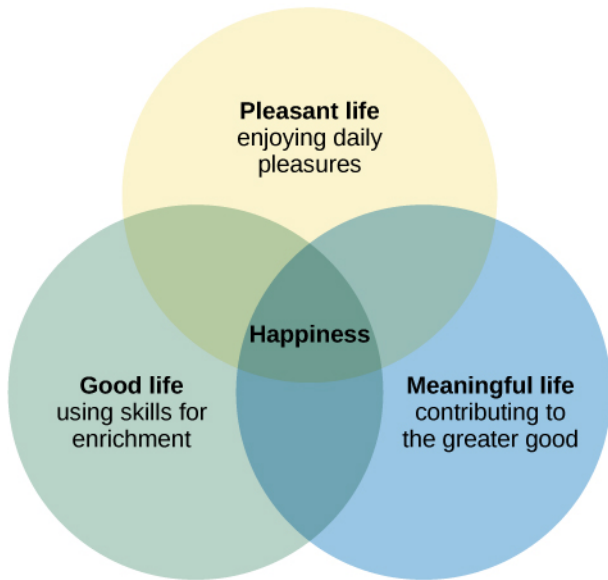 Pleasant life
enjoying daily
pleasures
Happiness
Good life
using skills for
enrichment
Meaningful life
contributing to
the greater good